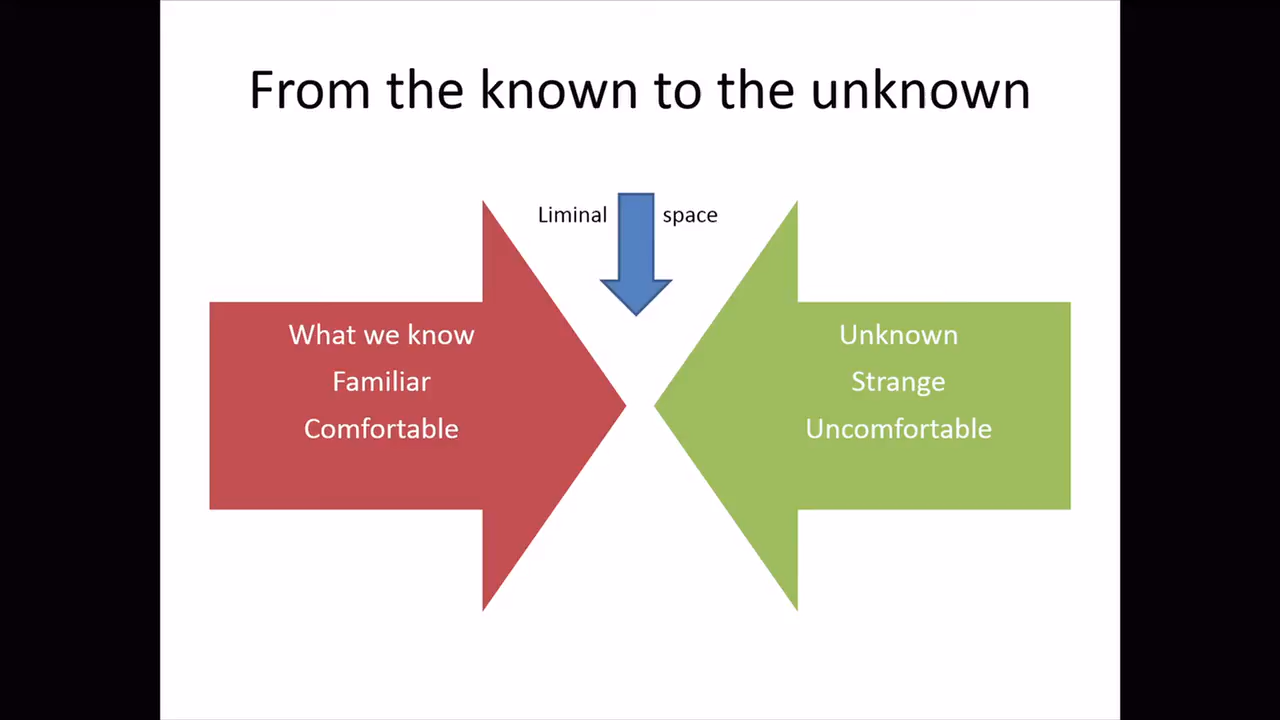 From the known to the unknown
Liminal space
What we know
Familiar
Comfortable
Unknown
Strange
Uncomfortable